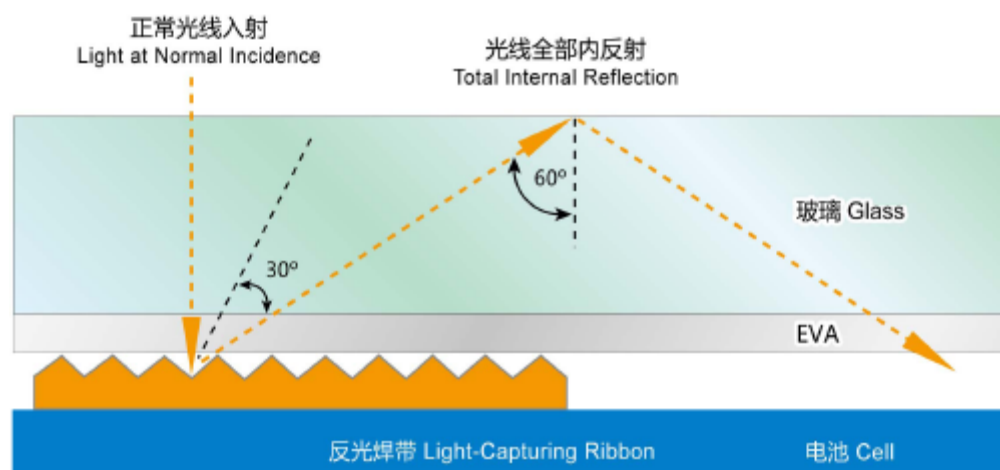 正常光线入射
Light at Normal Incidence
光线全部内反射
Total Internal Reflection
60º
玻璃 Glass
30º
EVA
反光焊带 Light-Capturing Ribbon
电池 Cell